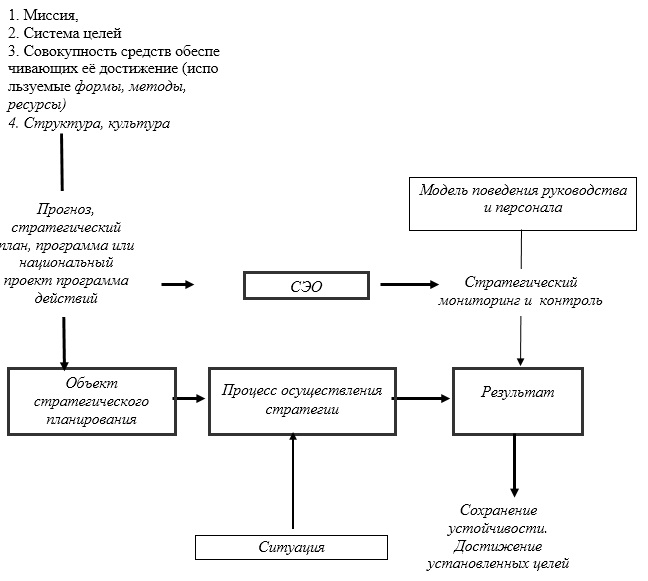 1. Миссия,
2. Система целей
3. Совокупность средств обеспе
чивающих её достижение (испо
льзуемые формы, методы,
ресурсы)
4. Структура, культура
Модель поведения руководства
и персонала
Прогноз,
стратегический
план, программа или
национальный
проект программа
действий
СЭО
Стратегический
мониторинг и контроль
Объект
стратегического
планирования
Процесс осуществления
стратегии
Результат
Ситуация
Сохранение
устойчивости.
Достижение
установленных целей